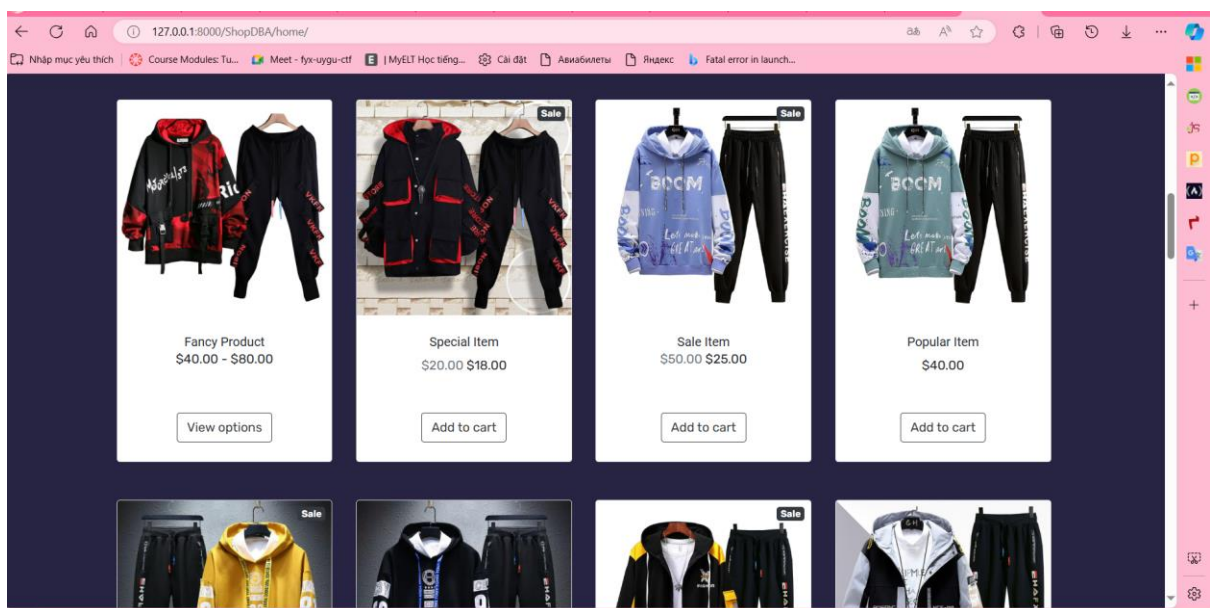 127.0.0.1:8000/ShopDBA/home/
Nhập mục yêu thích
Course Modules: Tu...
Meet - fyx-uygu-ctf
| MyELT Học tiếng...
Cài đặt
Авиабилеты
Яндекс
Fatal error in launch...
Sale
Sale
BOOM
BOOM
Fancy Product
$40.00 - $80.00
Special Item
$20.00 $18.00
Sale Item
$50.00 $25.00
Popular Item
$40.00
View options
Add to cart
Add to cart
Add to cart
Sale
Sale